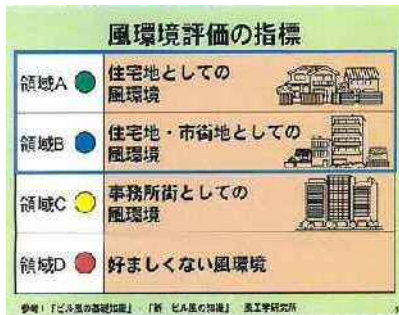 風環境評価の指標
領域A
住宅地としての
風環境
領域B
住宅地・市街地としての
風環境
領域C
事務所街としての
風環境
領域D
好ましくない風環境
参考:「ビル風の基礎知識」・「新 ビル風の知識」 風工学研究所